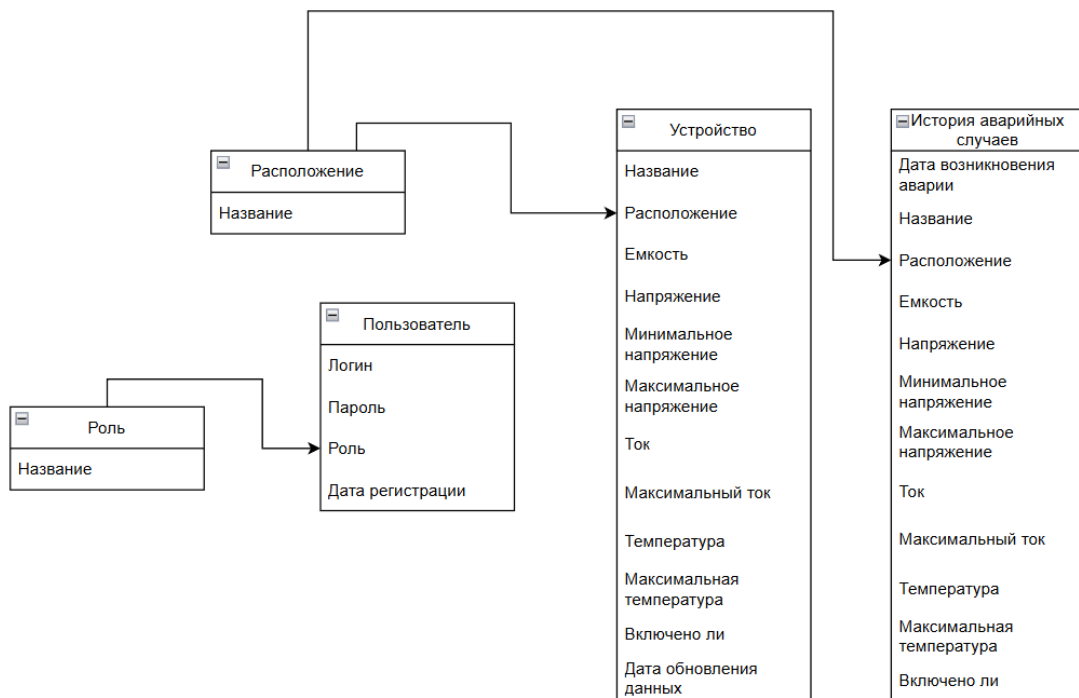 Расположение
Название
Роль
Название
Пользователь
Логин
Пароль
Роль
Дата регистрации
Устройство
Название
Расположение
Емкость
Напряжение
Минимальное
напряжение
Максимальное
напряжение
Ток
Максимальный ток
Температура
Максимальная
температура
Включено ли
Дата обновления
данных
История аварийных
случаев
Дата возникновения
аварии
Название
Расположение
Емкость
Напряжение
Минимальное
напряжение
Максимальное
напряжение
Ток
Максимальный ток
Температура
Максимальная
температура
Включено ли